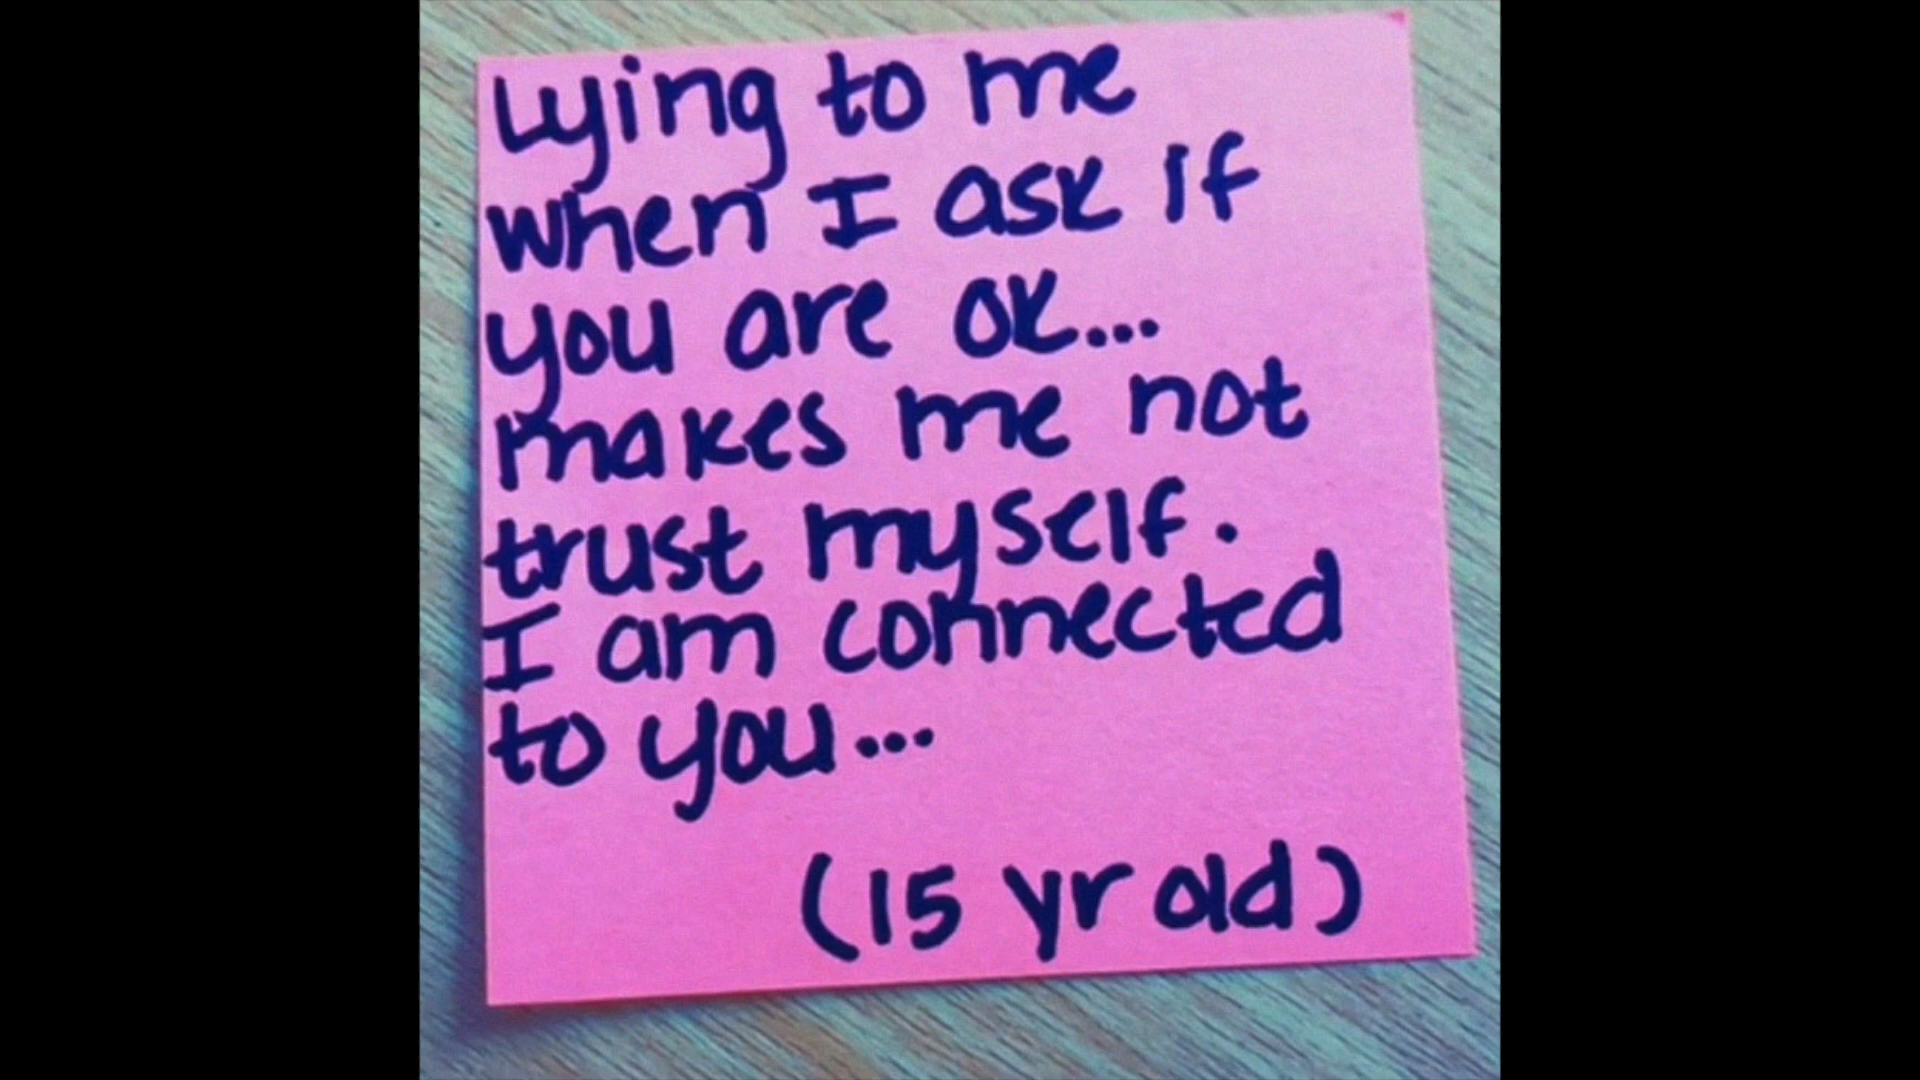 Lying to me
when I ask if
you are ok...
makes me not
trust myself.
I am connected
to you...
(15 yr old)